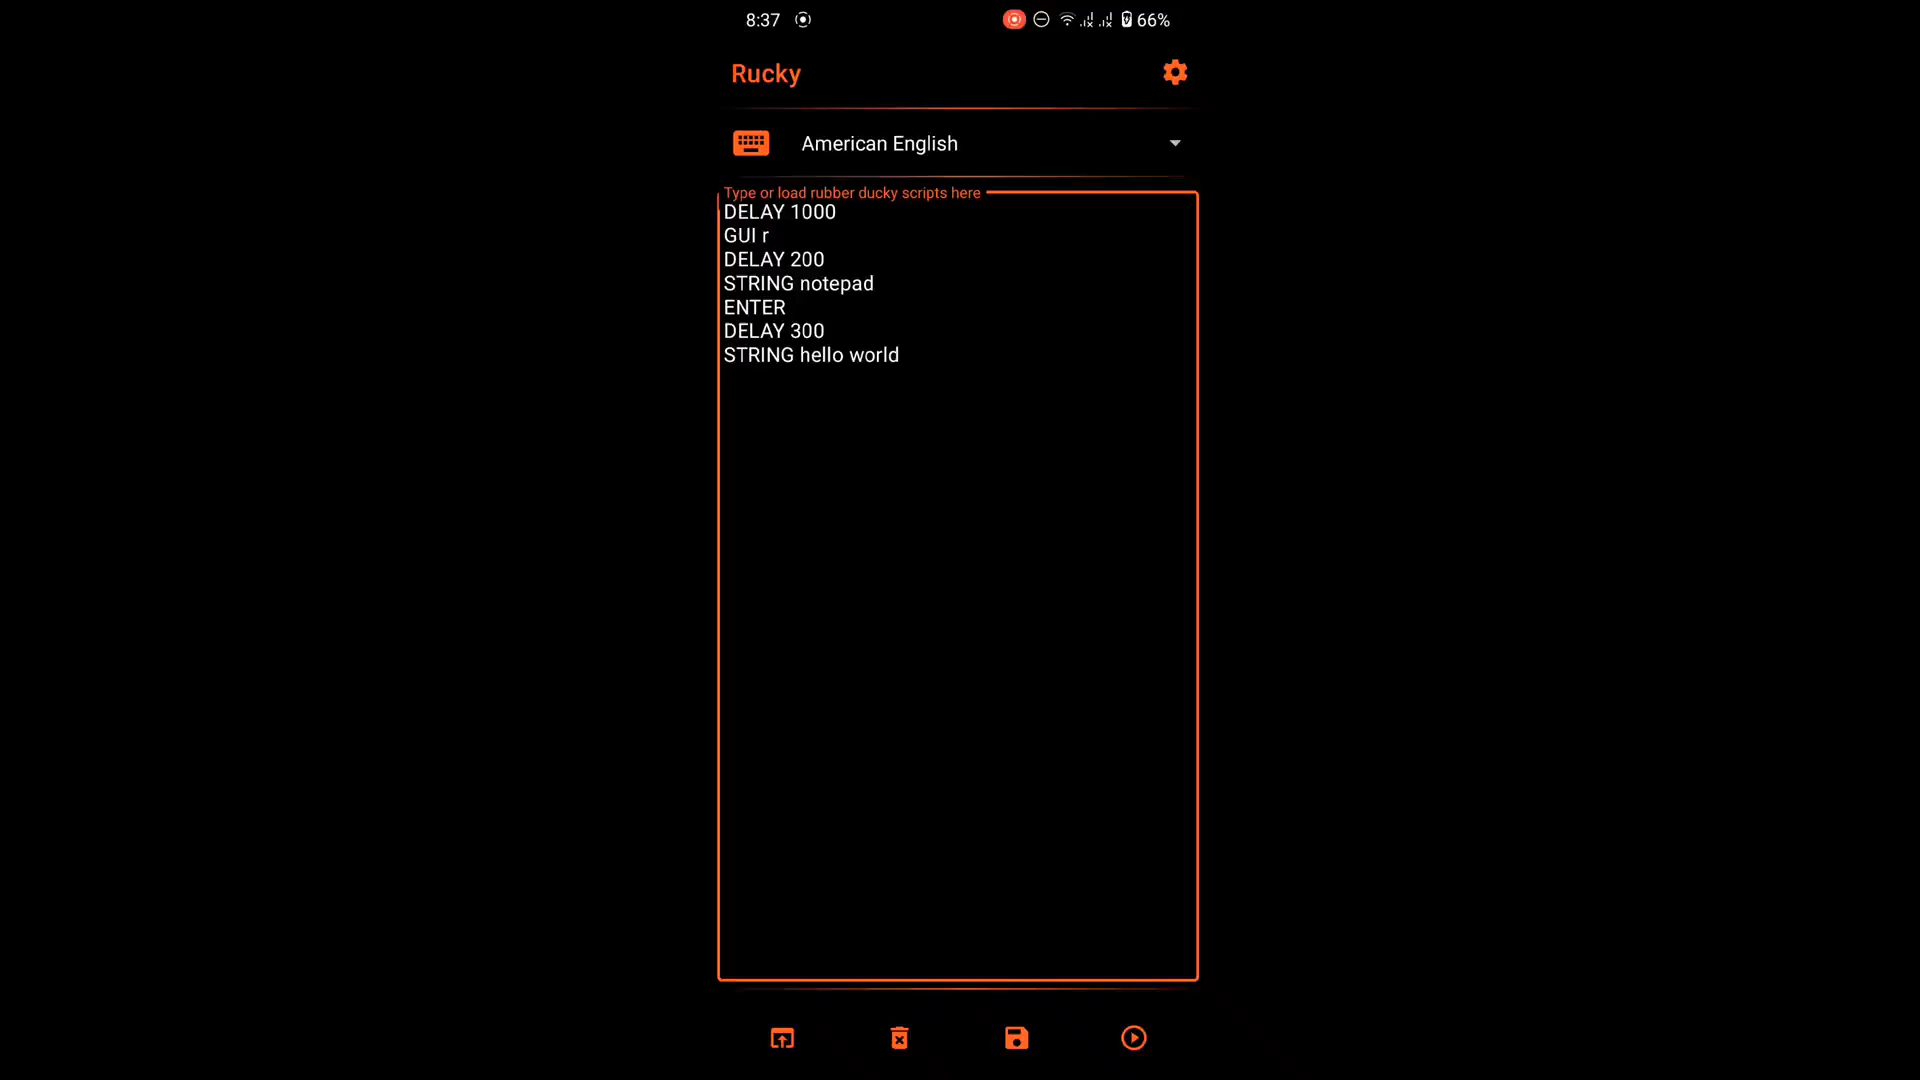 8:37
66%
Rucky
American English
Type or load rubber ducky scripts here
DELAY 1000
GUI r
DELAY 200
STRING notepad
ENTER
DELAY 300
STRING hello world